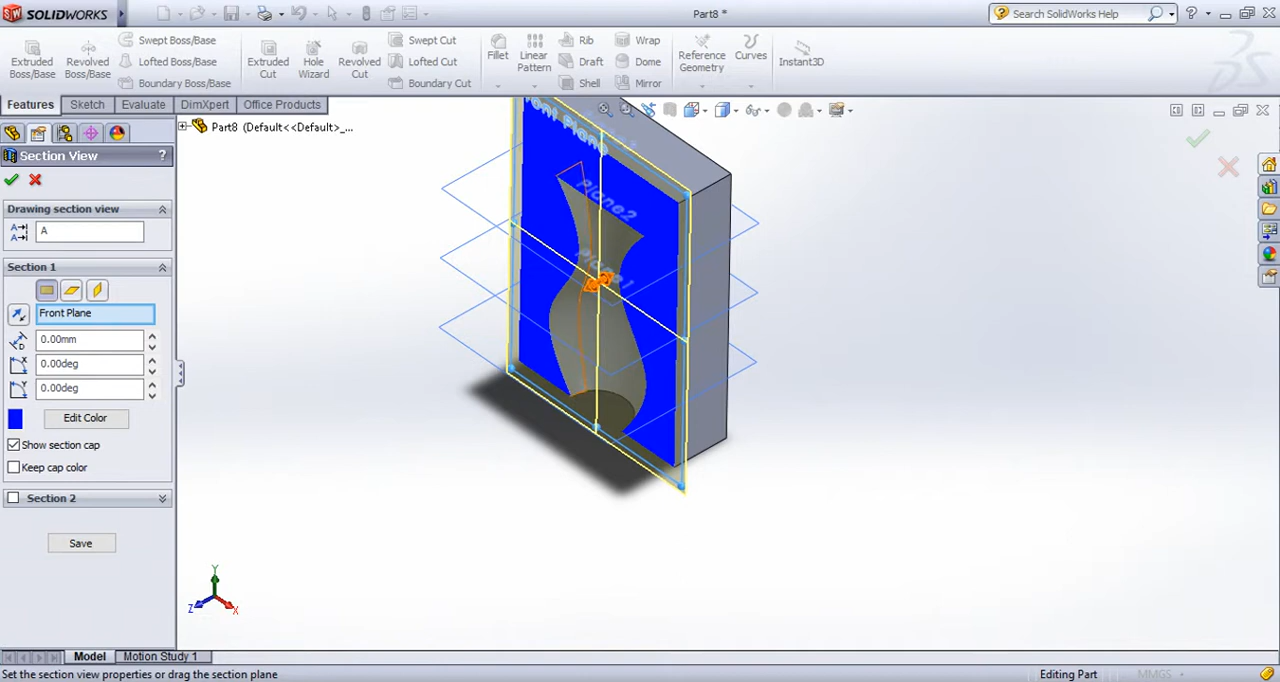 SOLIDWORKS
Part8 *
Search SolidWorks Help
Extruded Boss/Base
Revolved Boss/Base
Swept Boss/Base
Lofted Boss/Base
Boundary Boss/Base
Extruded Cut
Hole Wizard
Revolved Cut
Swept Cut
Lofted Cut
Boundary Cut
Fillet
Linear Pattern
Rib
Draft
Shell
Wrap
Dome
Mirror
Reference Geometry
Curves
Instant3D
Features
Sketch
Evaluate
DimXpert
Office Products
Part8 (Default<<Default>_...
Section View
?
Drawing section view
A
Section 1
Front Plane
0.00mm
0.00deg
0.00deg
Edit Color
Show section cap
Keep cap color
Section 2
Save
Front Plane
Plane2
Plane1
Y
Z
X
Model
Motion Study 1
Set the section view properties or drag the section plane
Editing Part
MMGS